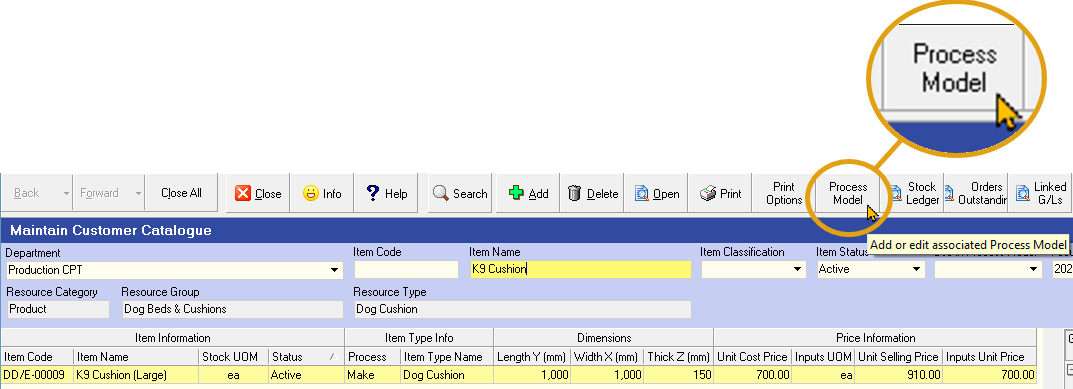 Process
Model
Back
Forward
Close All
Close
Info
Help
Search
Add
Delete
Open
Print
Print
Options
Process
Model
Stock
Ledger
Orders
Outstandin
Linked
G/Ls
Maintain Customer Catalogue
Add or edit associated Process Model
Department
Item Code
Item Name
Item Classification
Item Status
Production CPT
K9 Cushion
Active
202
Resource Category
Resource Group
Resource Type
Product
Dog Beds & Cushions
Dog Cushion
Item Information
Item Type Info
Dimensions
Price Information
Item Code
Item Name
Stock UOM
Status
Process
Item Type Name
Length Y (mm)
Width X (mm)
Thick Z (mm)
Unit Cost Price
Inputs UOM
Unit Selling Price
Inputs Unit Price
DD/E-00009
K9 Cushion (Large)
ea
Active
Make
Dog Cushion
1,000
1,000
150
700.00
ea
910.00
700.00